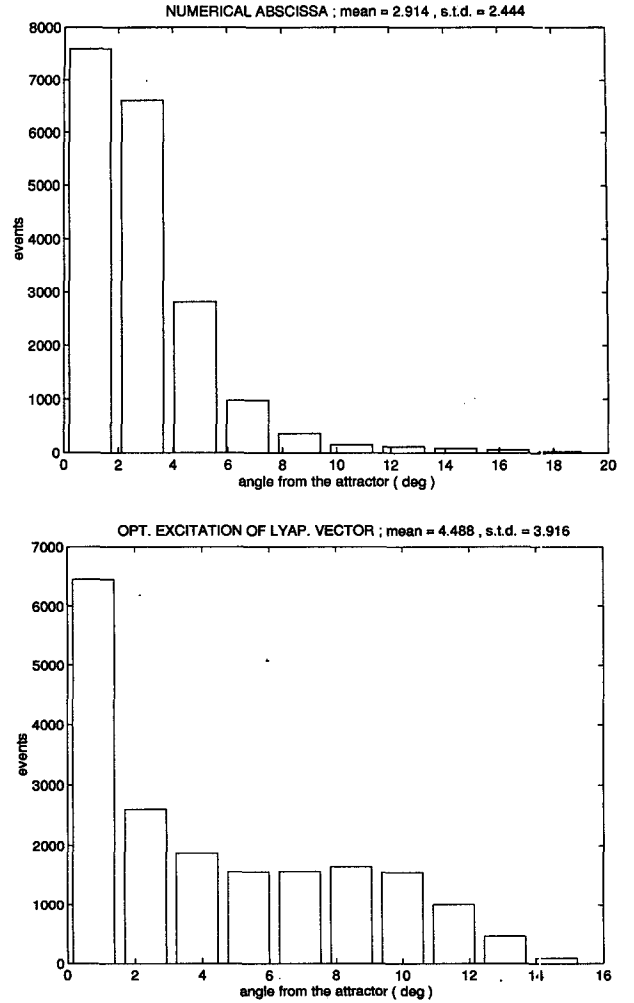 NUMERICAL ABSCISSA ; mean = 2.914 , s.t.d. = 2.444
8000
7000
6000
5000
4000
3000
2000
1000
0
events
0 2 4 6 8 10 12 14 16 18 20
angle from the attractor ( deg )
OPT. EXCITATION OF LYAP. VECTOR ; mean = 4.488 , s.t.d. = 3.916
7000
6000
5000
4000
3000
2000
1000
0
events
0 2 4 6 8 10 12 14 16
angle from the attractor ( deg )